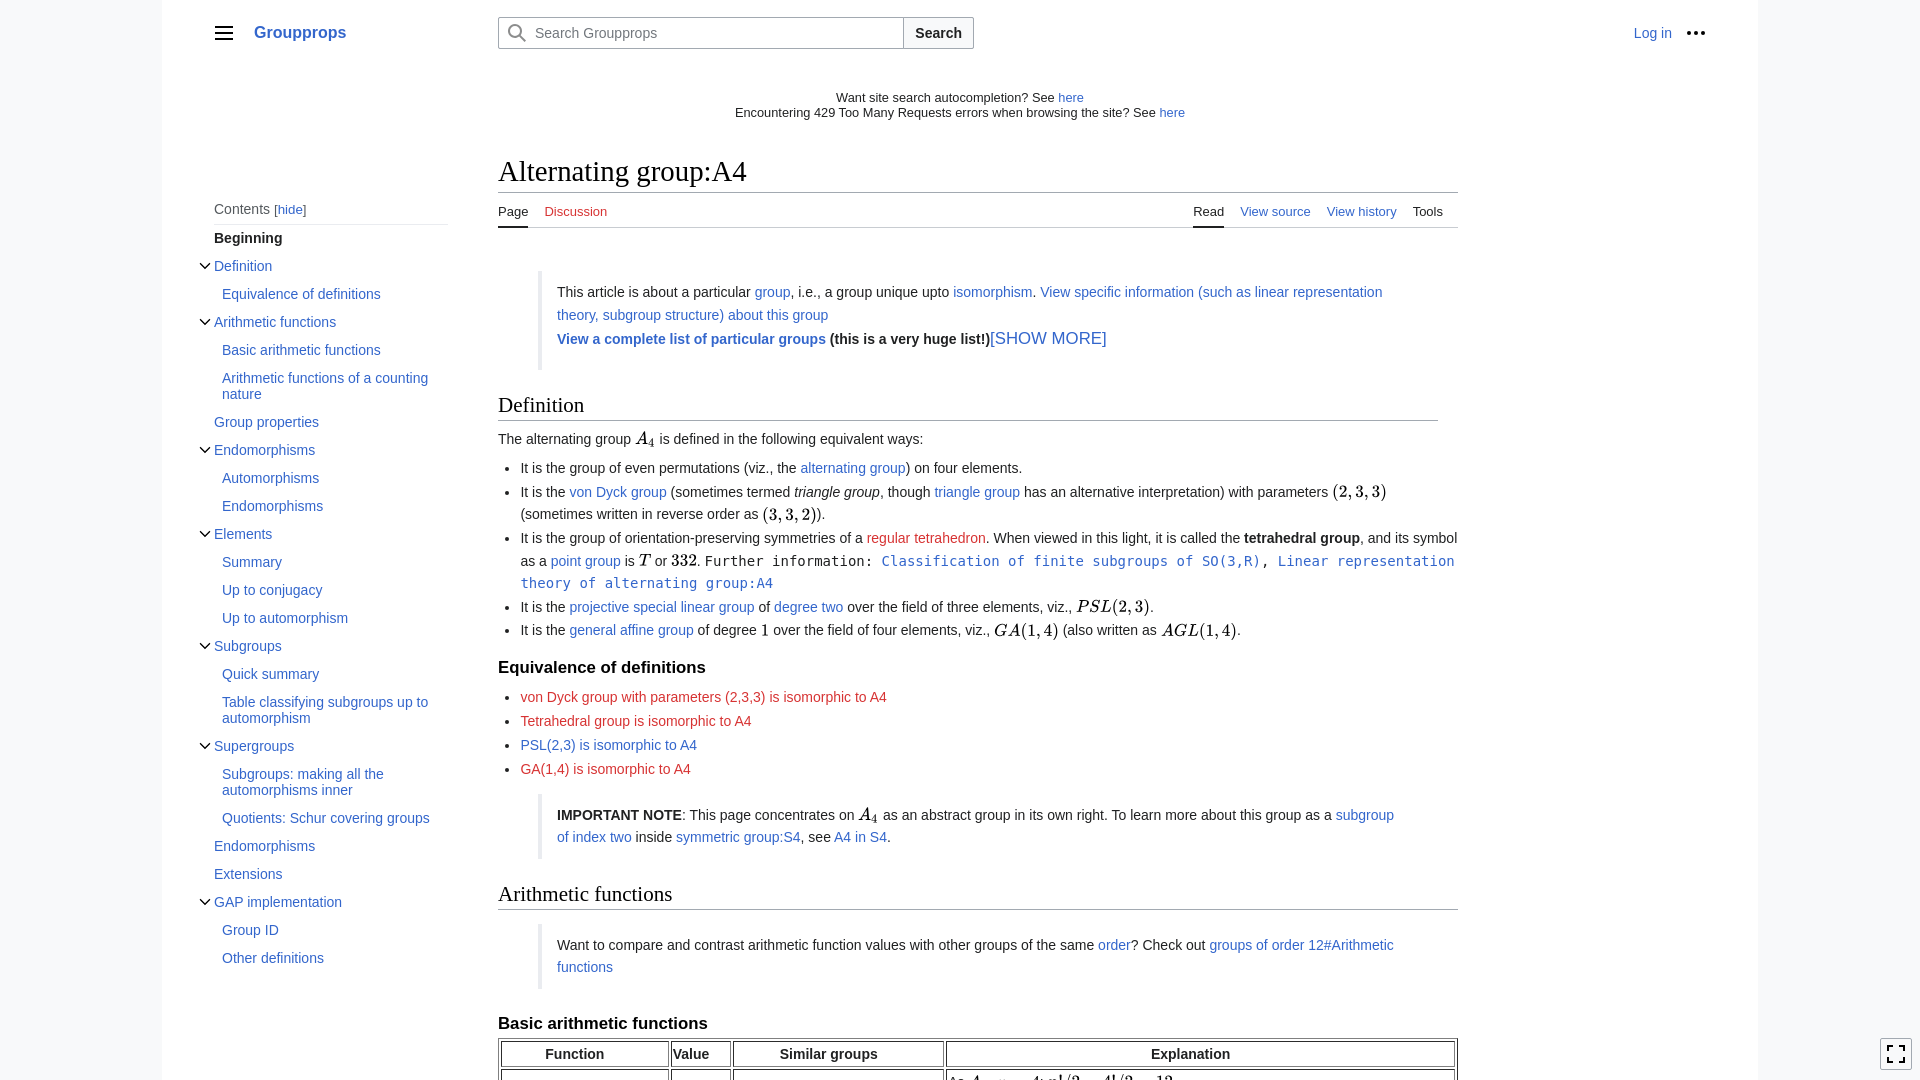 Groupprops
Search Groupprops
Search
Log in
Want site search autocompletion? See here
Encountering 429 Too Many Requests errors when browsing the site? See here
Alternating group:A4
Page Discussion
Read View source View history Tools
Contents [hide]
Beginning
Definition
Equivalence of definitions
Arithmetic functions
Basic arithmetic functions
Arithmetic functions of a counting
nature
Group properties
Endomorphisms
Automorphisms
Endomorphisms
Elements
Summary
Up to conjugacy
Up to automorphism
Subgroups
Quick summary
Table classifying subgroups up to
automorphism
Supergroups
Subgroups: making all the
automorphisms inner
Quotients: Schur covering groups
Endomorphisms
Extensions
GAP implementation
Group ID
Other definitions
This article is about a particular group, i.e., a group unique upto isomorphism. View specific information (such as linear representation
theory, subgroup structure) about this group
View a complete list of particular groups (this is a very huge list!)[SHOW MORE]
Definition
The alternating group A₄ is defined in the following equivalent ways:
• It is the group of even permutations (viz., the alternating group) on four elements.
• It is the von Dyck group (sometimes termed triangle group, though triangle group has an alternative interpretation) with parameters (2, 3, 3)
(sometimes written in reverse order as (3, 3, 2)).
• It is the group of orientation-preserving symmetries of a regular tetrahedron. When viewed in this light, it is called the tetrahedral group, and its symbol
as a point group is T or 332. Further information: Classification of finite subgroups of SO(3,R), Linear representation
theory of alternating group:A4
• It is the projective special linear group of degree two over the field of three elements, viz., PSL(2, 3).
• It is the general affine group of degree 1 over the field of four elements, viz., GA(1, 4) (also written as AGL(1, 4).
Equivalence of definitions
• von Dyck group with parameters (2,3,3) is isomorphic to A4
• Tetrahedral group is isomorphic to A4
• PSL(2,3) is isomorphic to A4
• GA(1,4) is isomorphic to A4
IMPORTANT NOTE: This page concentrates on A₄ as an abstract group in its own right. To learn more about this group as a subgroup
of index two inside symmetric group:S4, see A4 in S4.
Arithmetic functions
Want to compare and contrast arithmetic function values with other groups of the same order? Check out groups of order 12#Arithmetic
functions
Basic arithmetic functions
Function Value Similar groups Explanation